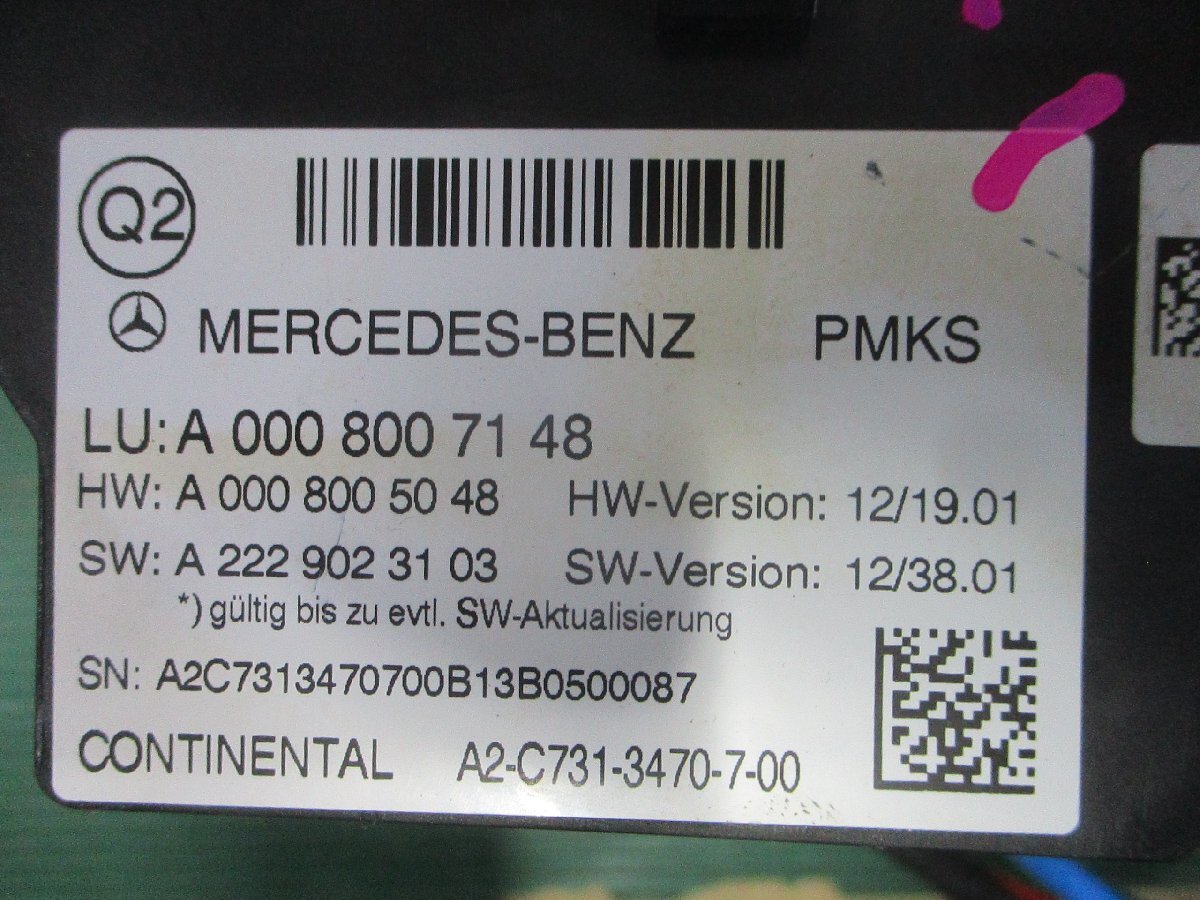 Q2
MERCEDES-BENZ PMKS
LU: A 000 800 71 48
HW: A 000 800 50 48 HW-Version: 12/19.01
SW: A 222 902 31 03 SW-Version: 12/38.01
*) gültig bis zu evtl. SW-Aktualisierung
SN: A2C7313470700B13B0500087
CONTINENTAL A2-C731-3470-7-00